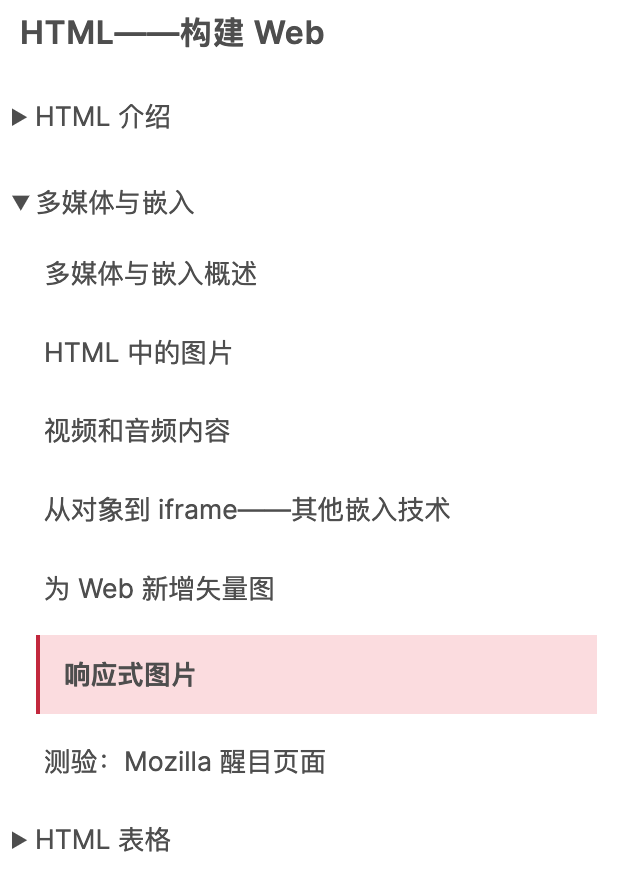 HTML——构建 Web
HTML 介绍
多媒体与嵌入
多媒体与嵌入概述
HTML 中的图片
视频和音频内容
从对象到 iframe——其他嵌入技术
为 Web 新增矢量图
响应式图片
测验：Mozilla 醒目页面
HTML 表格